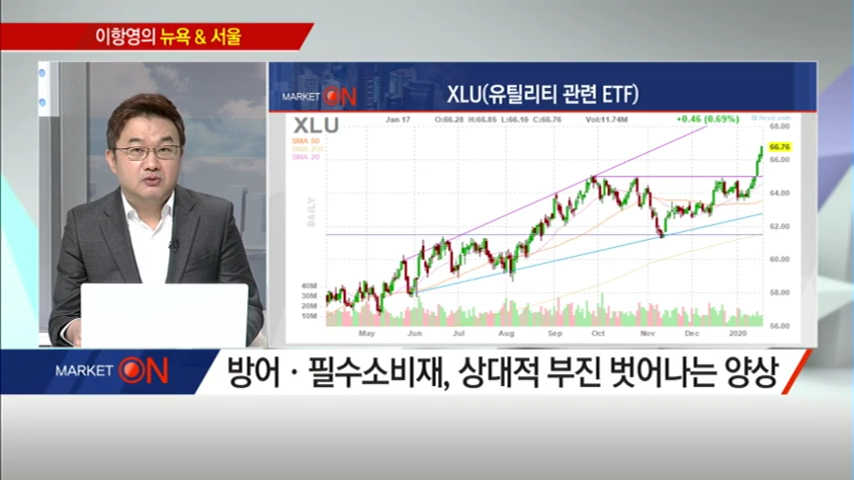 이항영의 뉴욕 & 서울
MARKET ON
XLU(유틸리티 관련 ETF)
XLU
Jan 17 O:66.28 H:66.85 L:66.10 C:66.76 Vol:11.74M +0.46 (0.69%)
SMA 50
SMA 200
SMA 20
DAILY
68.00
66.76
66.00
64.00
62.00
60.00
58.00
56.00
40M
30M
20M
10M
May Jun Jul Aug Sep Oct Nov Dec 2020
MARKET ON
방어 · 필수소비재, 상대적 부진 벗어나는 양상